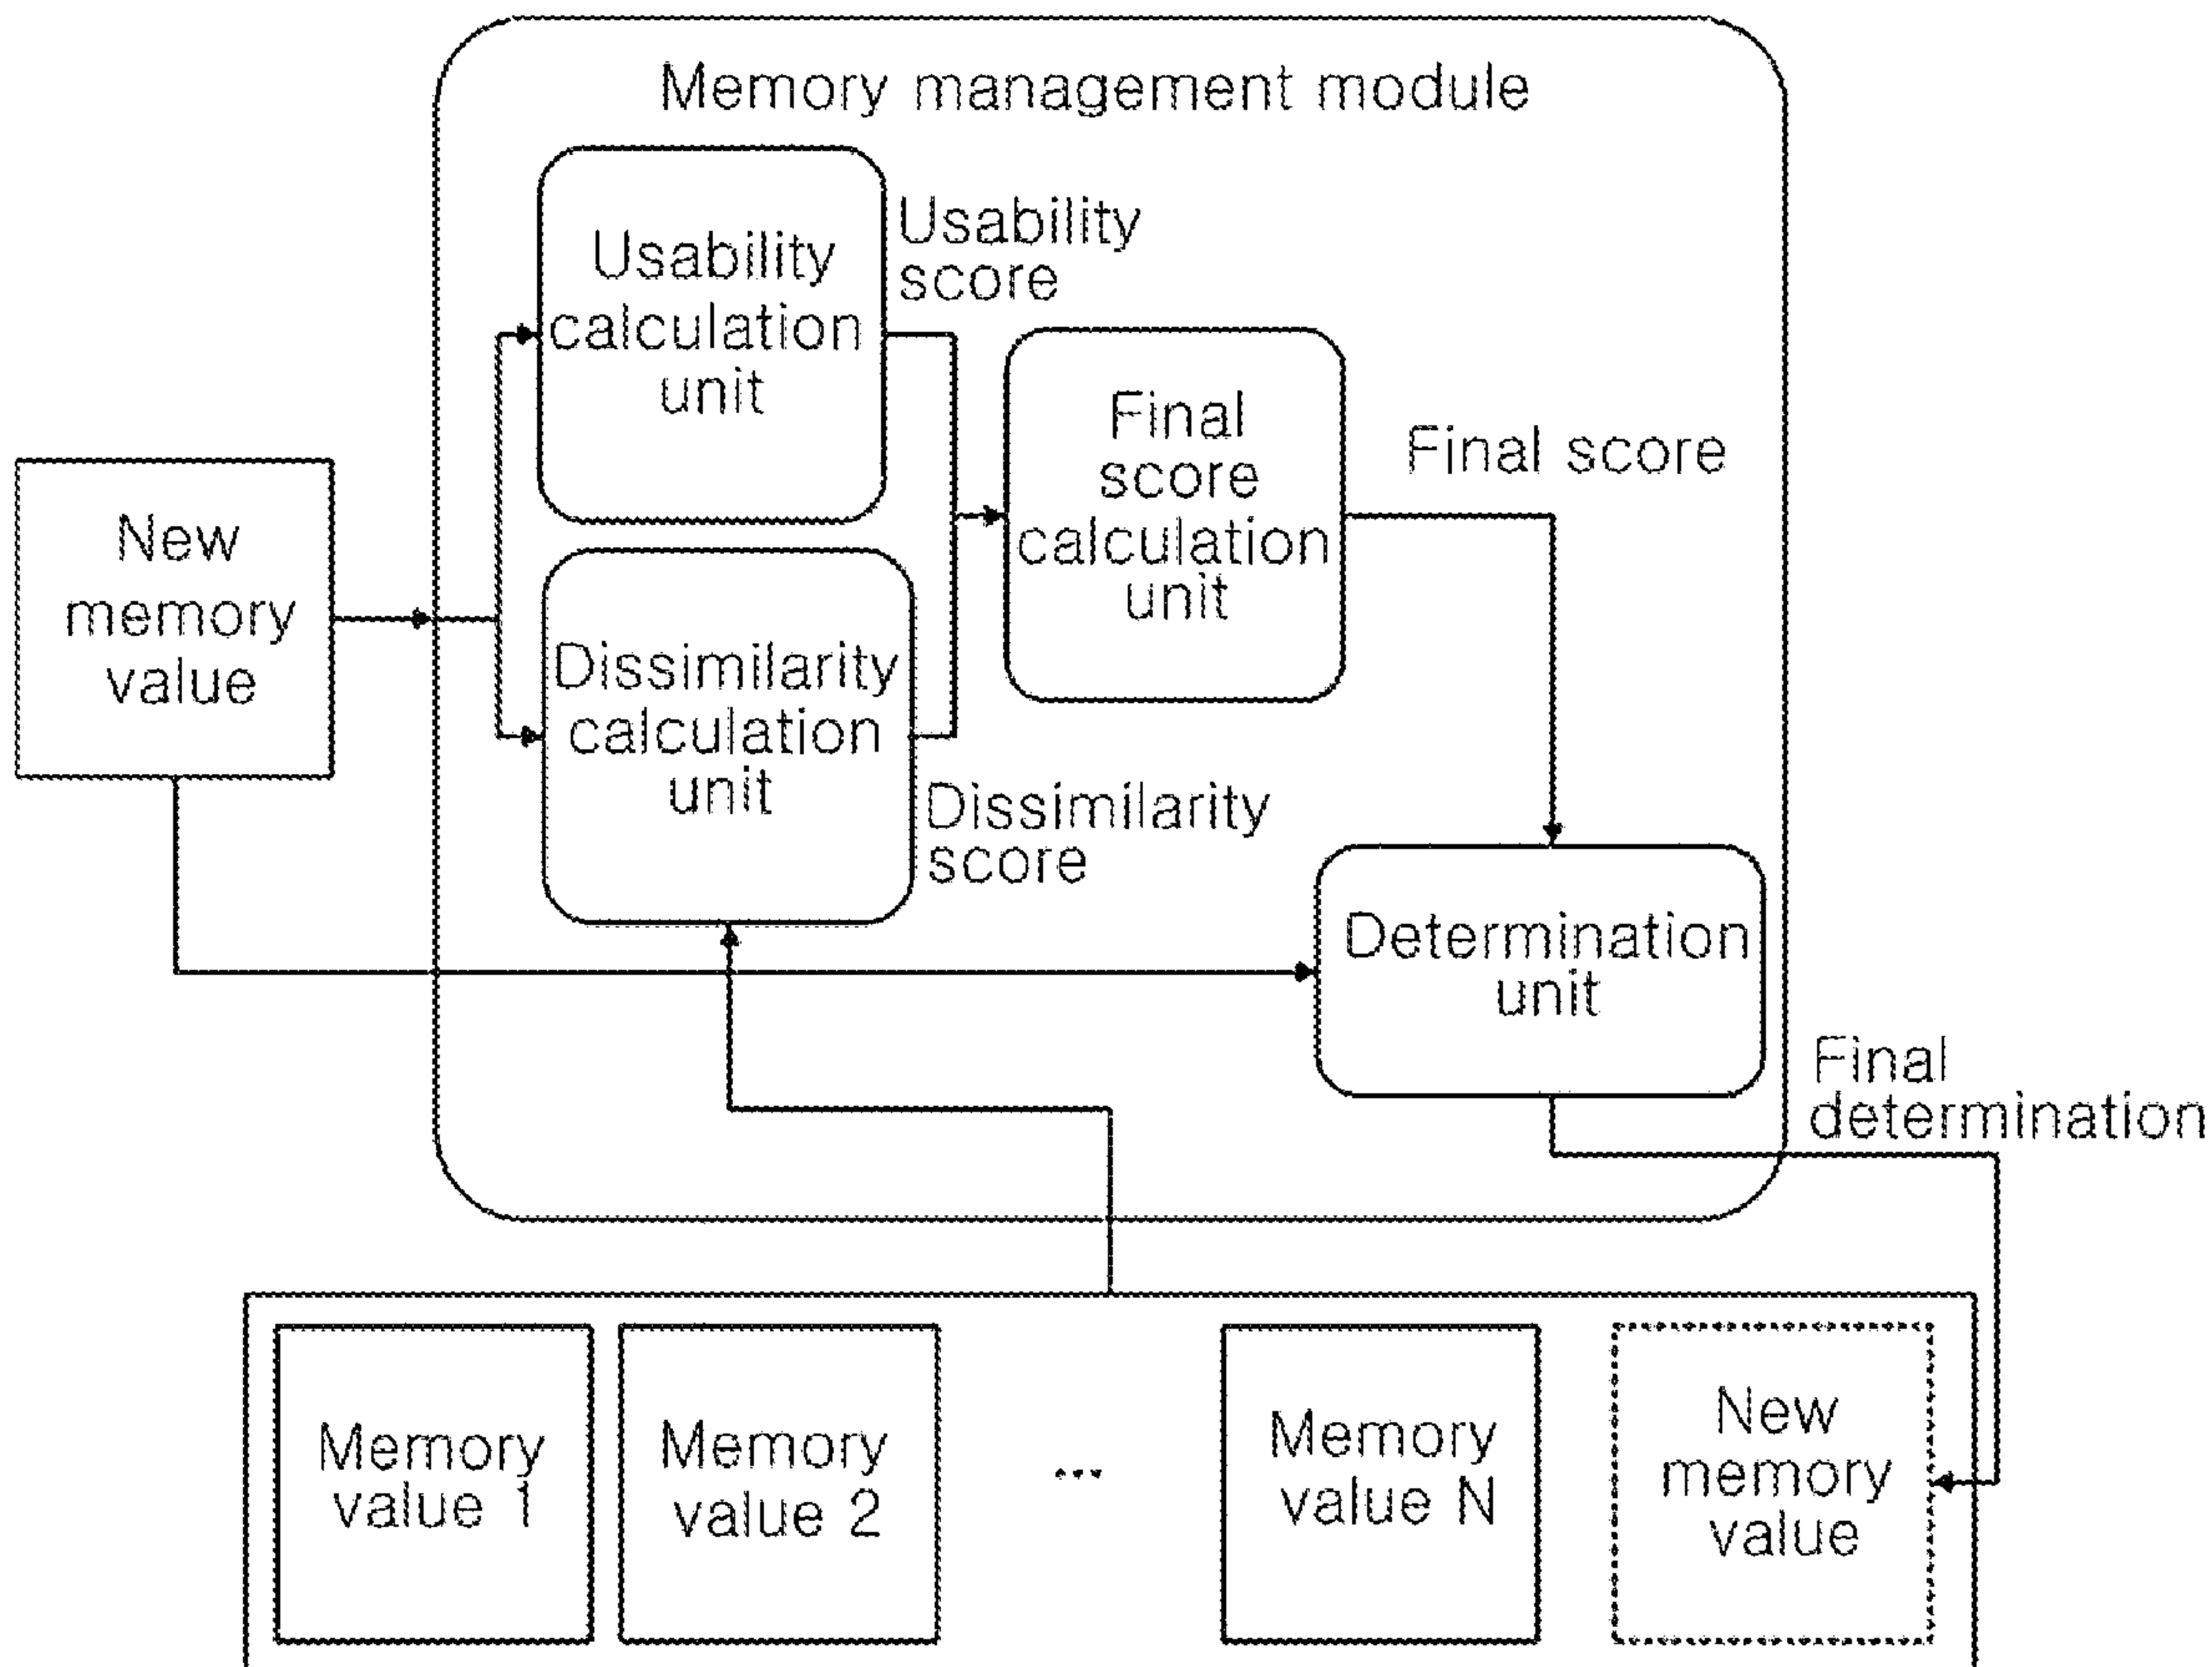 Memory management module
Usability
calculation
unit
Usability
score
Final
score
calculation
unit
Final score
New
memory
value
Dissimilarity
calculation
unit
Dissimilarity
score
Determination
unit
Final
determination
Memory
value 1
Memory
value 2
...
Memory
value N
New
memory
value